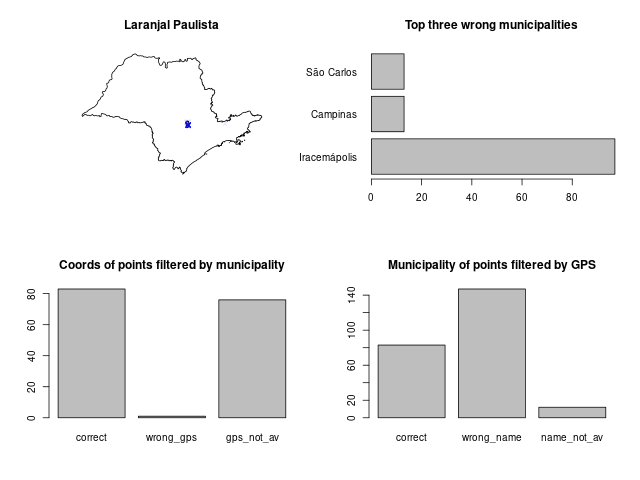 Laranjal Paulista
Top three wrong municipalities
São Carlos
Campinas
Iracemápolis
0 20 40 60 80
Coords of points filtered by municipality
80
60
40
20
0
correct wrong_gps gps_not_av
Municipality of points filtered by GPS
140
100
60
20
0
correct wrong_name name_not_av